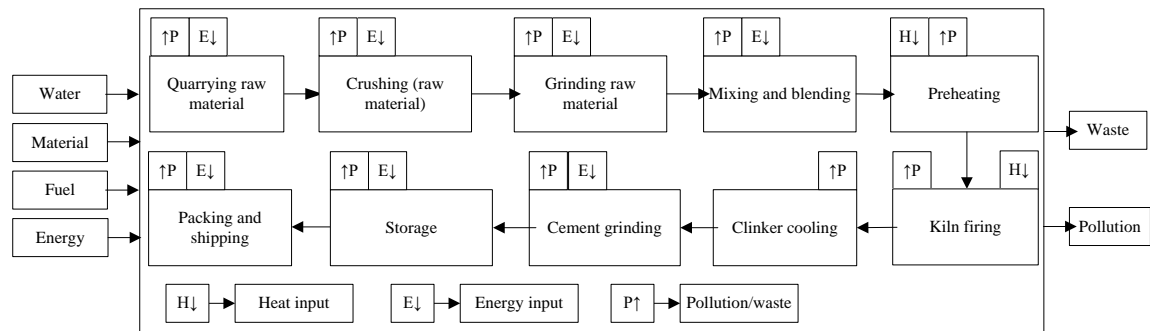 ↑P E↓ ↑P E↓ ↑P E↓ ↑P E↓ H↓ ↑P
Water
Material
Fuel
Energy
Quarrying raw
material
Crushing (raw
material)
Grinding raw
material
Mixing and blending
Preheating
Waste
Pollution
↑P E↓ ↑P E↓ ↑P E↓ ↑P ↑P H↓
Packing and
shipping
Storage
Cement grinding
Clinker cooling
Kiln firing
H↓ Heat input E↓ Energy input P↑ Pollution/waste